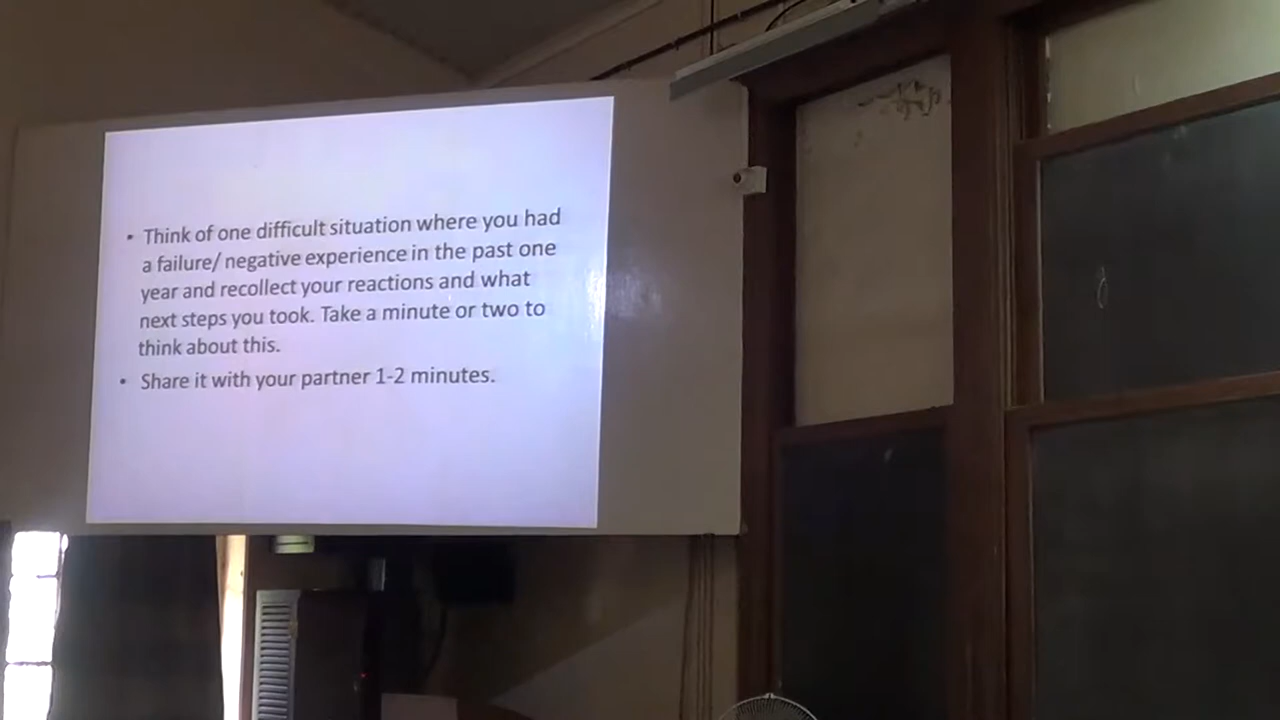 • Think of one difficult situation where you had
a failure/ negative experience in the past one
year and recollect your reactions and what
next steps you took. Take a minute or two to
think about this.
• Share it with your partner 1-2 minutes.